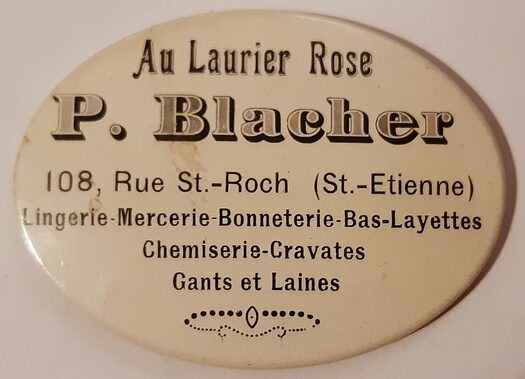 Au Laurier Rose
P. Blacher
108, Rue St.-Roch (St.-Etienne)
Lingerie-Mercerie-Bonneterie-Bas-Layettes
Chemiserie-Cravates
Gants et Laines